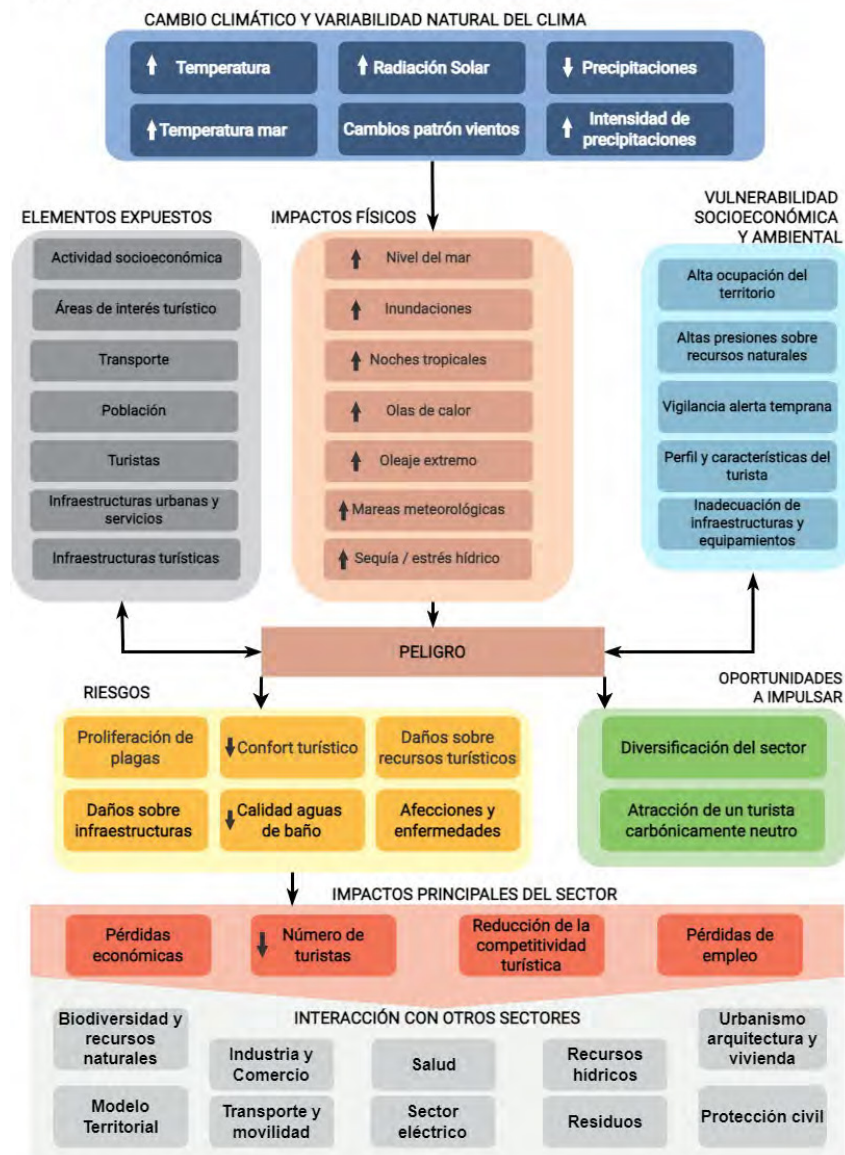 CAMBIO CLIMÁTICO Y VARIABILIDAD NATURAL DEL CLIMA
Temperatura
Radiación Solar
Precipitaciones
Temperatura mar
Cambios patrón vientos
Intensidad de
precipitaciones
ELEMENTOS EXPUESTOS
Actividad socioeconómica
Áreas de interés turístico
Transporte
Población
Turistas
Infraestructuras urbanas y
servicios
Infraestructuras turísticas
IMPACTOS FÍSICOS
Nivel del mar
Inundaciones
Noches tropicales
Olas de calor
Oleaje extremo
Mareas meteorológicas
Sequía / estrés hídrico
VULNERABILIDAD
SOCIOECONÓMICA
Y AMBIENTAL
Alta ocupación del
territorio
Altas presiones sobre
recursos naturales
Vigilancia alerta temprana
Perfil y características del
turista
Inadecuación de
infraestructuras y
equipamientos
PELIGRO
RIESGOS
Proliferación de
plagas
Confort turístico
Daños sobre
recursos turísticos
Daños sobre
infraestructuras
Calidad aguas
de baño
Afecciones y
enfermedades
OPORTUNIDADES
A IMPULSAR
Diversificación del sector
Atracción de un turista
carbónicamente neutro
IMPACTOS PRINCIPALES DEL SECTOR
Pérdidas
económicas
Número de
turistas
Reducción de la
competitividad
turística
Pérdidas de
empleo
INTERACCIÓN CON OTROS SECTORES
Biodiversidad y
recursos
naturales
Industria y
Comercio
Salud
Recursos
hídricos
Urbanismo
arquitectura y
vivienda
Modelo
Territorial
Transporte y
movilidad
Sector
eléctrico
Residuos
Protección civil